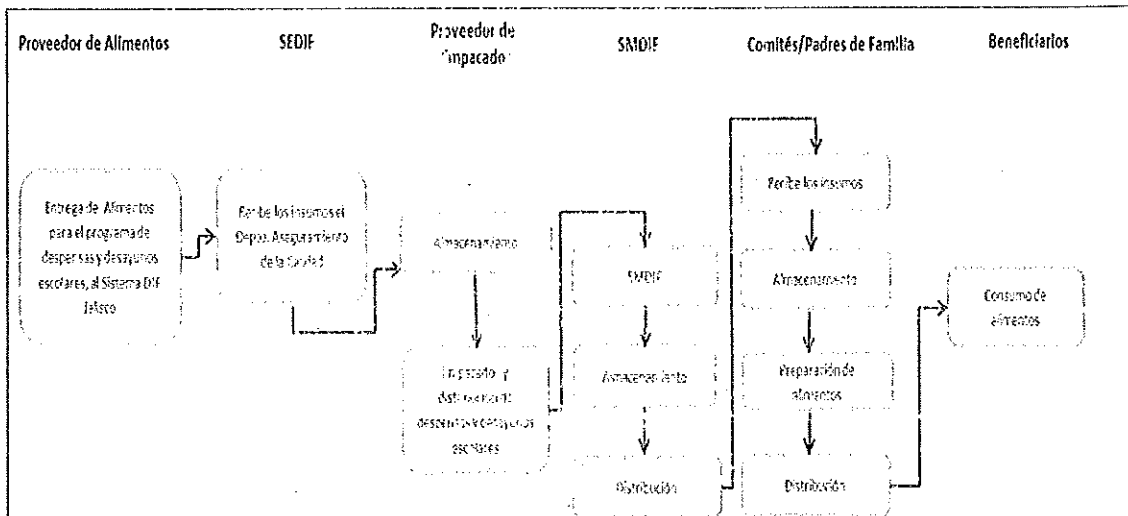 Proveedor de Alimentos
SEDIF
Proveedor de
Empacado
SMDIF
Comités/Padres de Familia
Beneficiarios
Entrega de Alimentos
para el programa de
despensas y desayunos
escolares, al Sistema DIF
Jalisco
Recibe los insumos el
Depto. Aseguramiento
de la Calidad
Almacenamiento
Empacado y
despensas y desayunos
escolares
SMDIF
Almacenamiento
Distribución
Recibe los insumos
Almacenamiento
Preparación de
alimentos
Distribución
Consumo de
alimentos